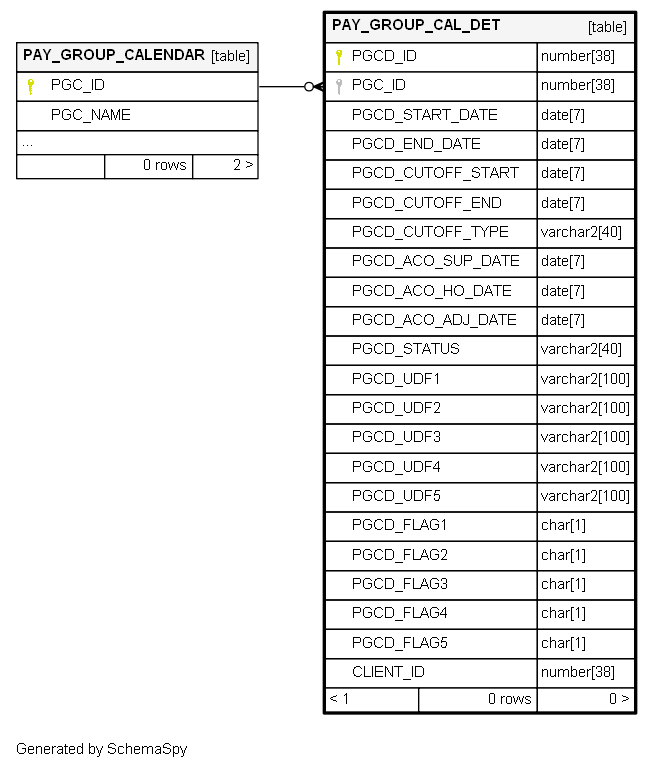 PAY_GROUP_CALENDAR [table]
PGC_ID
PGC_NAME
...
0 rows 2 >
PAY_GROUP_CAL_DET [table]
PGCD_ID number[38]
PGC_ID number[38]
PGCD_START_DATE date[7]
PGCD_END_DATE date[7]
PGCD_CUTOFF_START date[7]
PGCD_CUTOFF_END date[7]
PGCD_CUTOFF_TYPE varchar2[40]
PGCD_ACO_SUP_DATE date[7]
PGCD_ACO_HO_DATE date[7]
PGCD_ACO_ADJ_DATE date[7]
PGCD_STATUS varchar2[40]
PGCD_UDF1 varchar2[100]
PGCD_UDF2 varchar2[100]
PGCD_UDF3 varchar2[100]
PGCD_UDF4 varchar2[100]
PGCD_UDF5 varchar2[100]
PGCD_FLAG1 char[1]
PGCD_FLAG2 char[1]
PGCD_FLAG3 char[1]
PGCD_FLAG4 char[1]
PGCD_FLAG5 char[1]
CLIENT_ID number[38]
< 1 0 rows 0 >
Generated by SchemaSpy